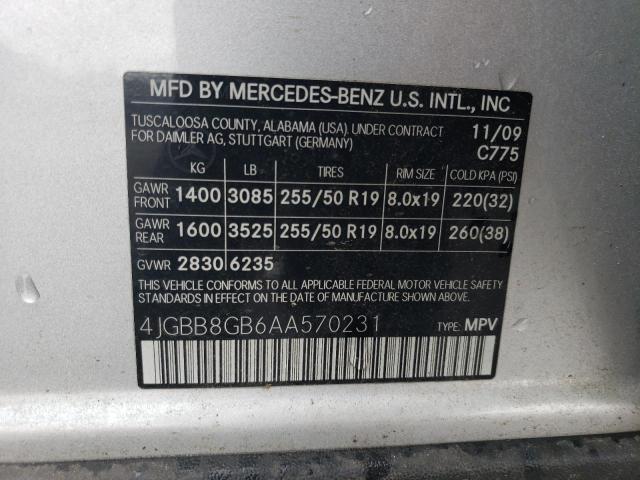 MFD BY MERCEDES-BENZ U.S. INTL., INC
TUSCALOOSA COUNTY, ALABAMA (USA). UNDER CONTRACT 11/09
FOR DAIMLER AG, STUTTGART (GERMANY) C775
KG LB TIRES RIM SIZE COLD KPA (PSI)
GAWR FRONT 1400 3085 255/50 R19 8.0x19 220(32)
GAWR REAR 1600 3525 255/50 R19 8.0x19 260(38)
GVWR 2830 6235
THIS VEHICLE CONFORMS TO ALL APPLICABLE FEDERAL MOTOR VEHICLE SAFETY
STANDARDS IN EFFECT ON THE DATE OF MANUFACTURE SHOWN ABOVE.
4JGBB8GB6AA570231 TYPE: MPV